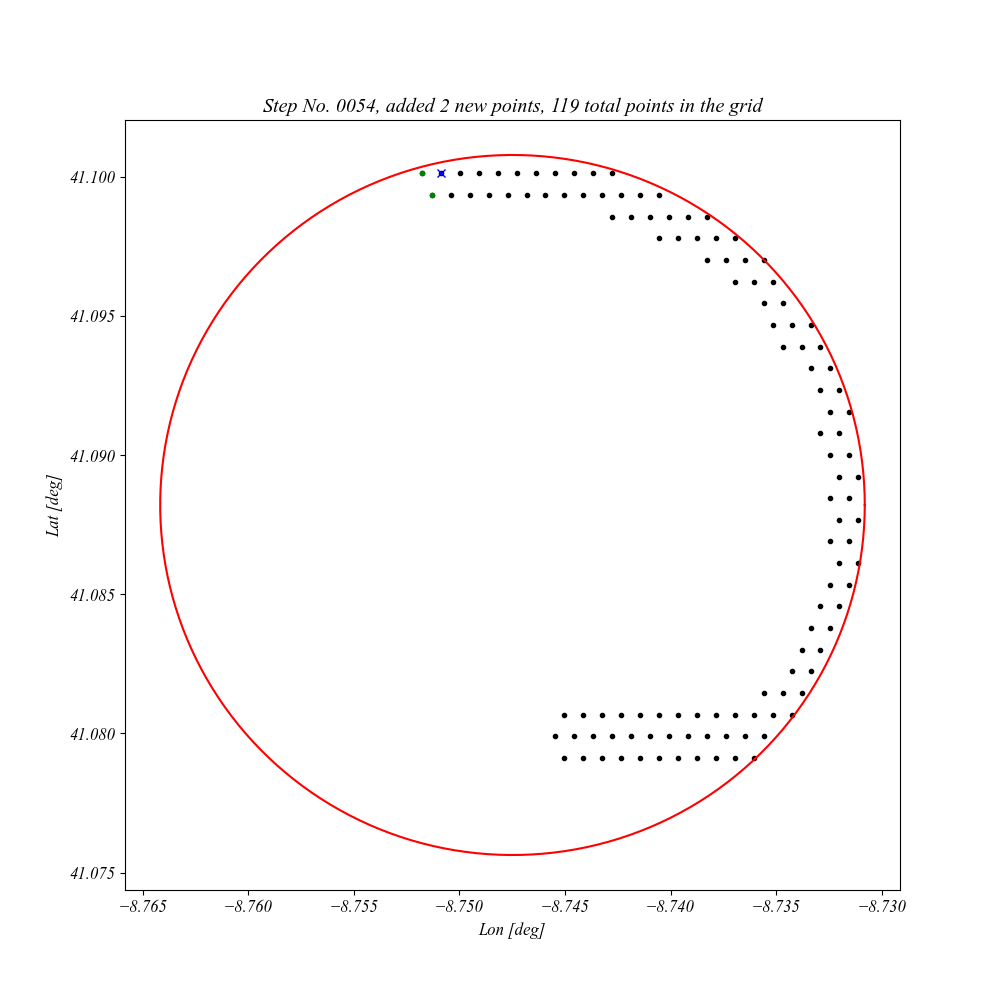 Step No. 0054, added 2 new points, 119 total points in the grid
41.100
41.095
41.090
41.085
41.080
41.075
Lat [deg]
−8.765 −8.760 −8.755 −8.750 −8.745 −8.740 −8.735 −8.730
Lon [deg]